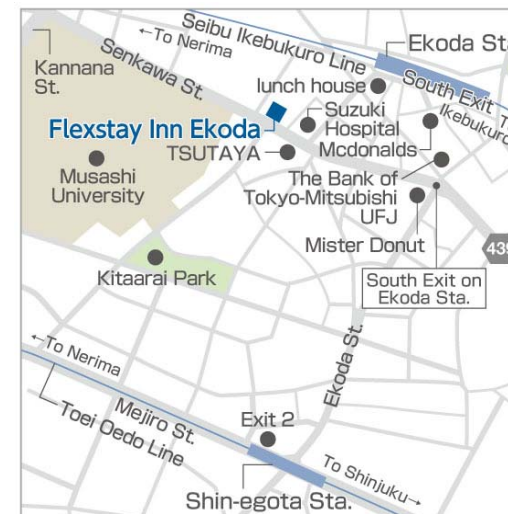 Seibu Ikebukuro Line
←To Nerima
Ekoda Sta
Kannana
St.
Senkawa St.
lunch house
South Exit
To
Ikebukuro
Flexstay Inn Ekoda
Suzuki
Hospital
Mcdonalds
TSUTAYA
Musashi
University
The Bank of
Tokyo-Mitsubishi
UFJ
Mister Donut
439
Kitaarai Park
South Exit on
Ekoda Sta.
Ekoda St.
←To Nerima
Mejiro St.
Toei Oedo Line
Exit 2
To Shinjuku→
Shin-egota Sta.